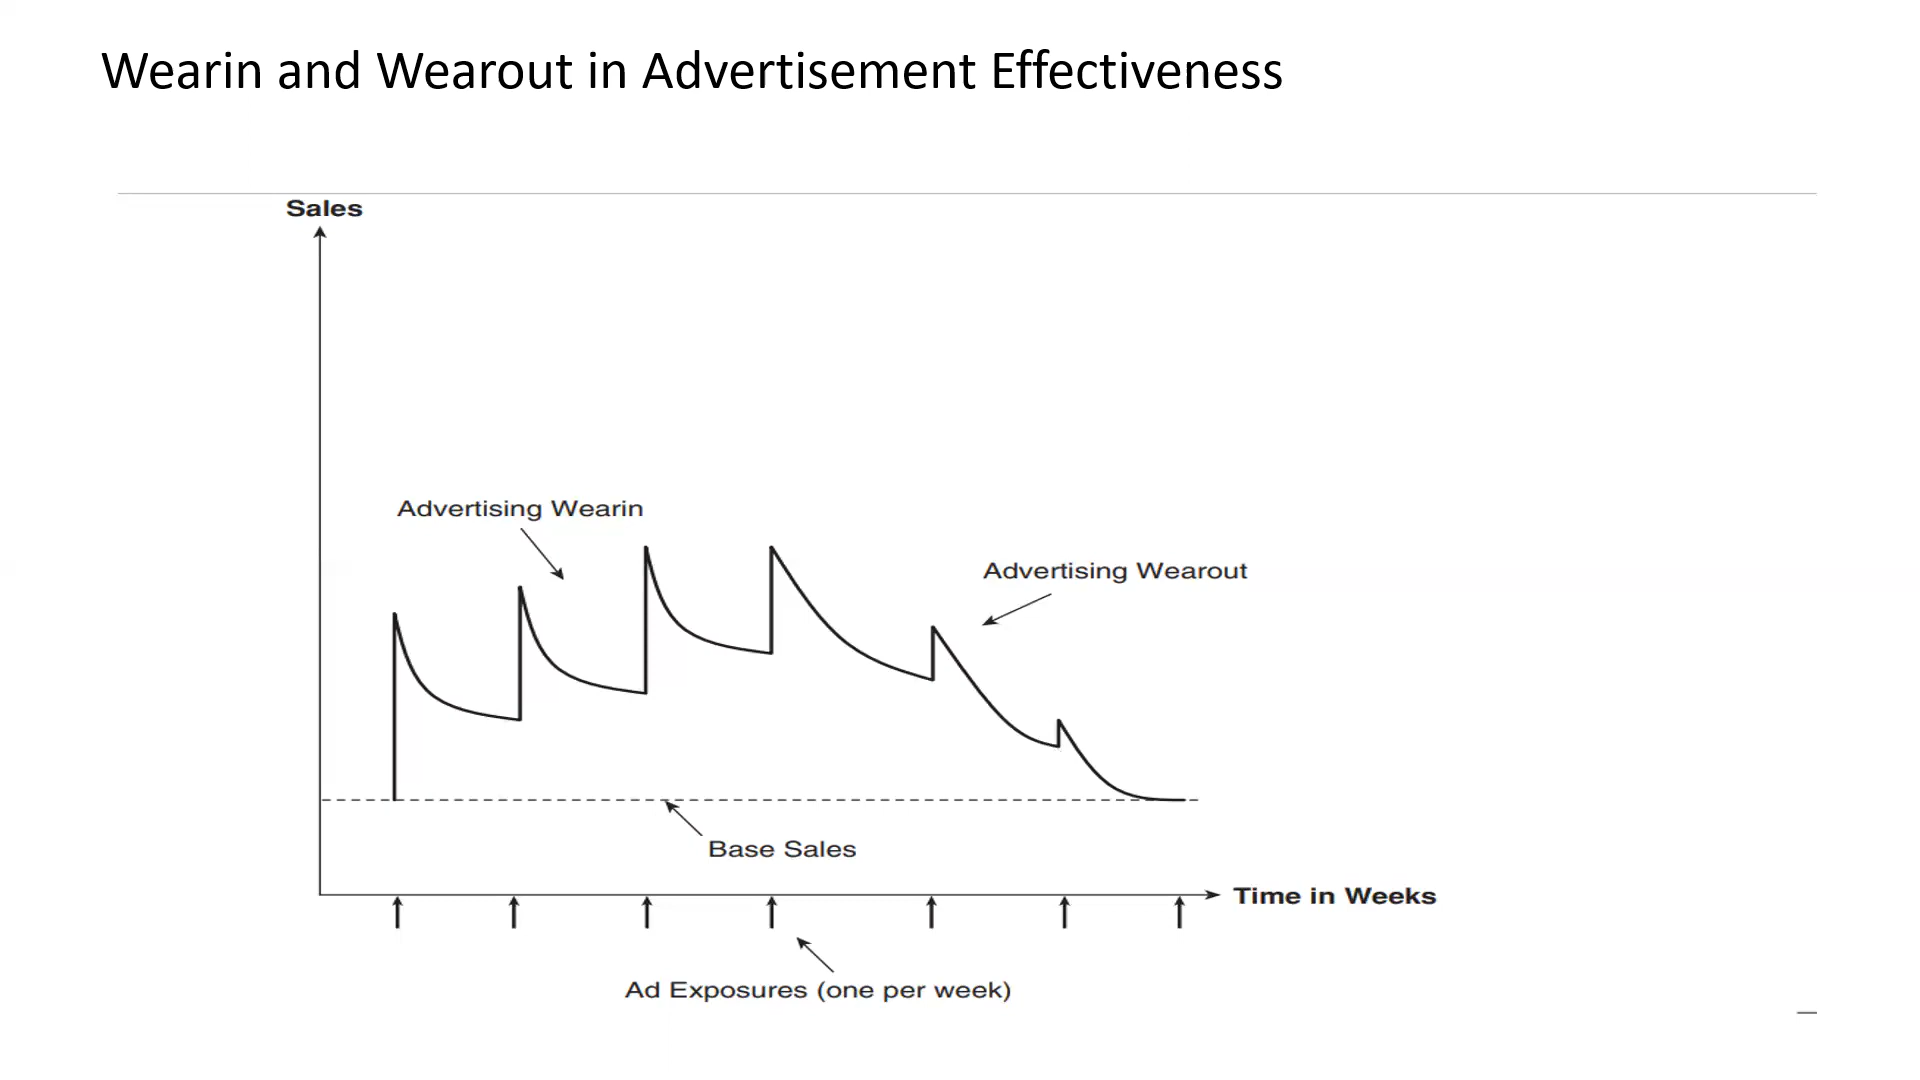 Wearin and Wearout in Advertisement Effectiveness
Sales
Advertising Wearin
Advertising Wearout
Base Sales
Time in Weeks
Ad Exposures (one per week)